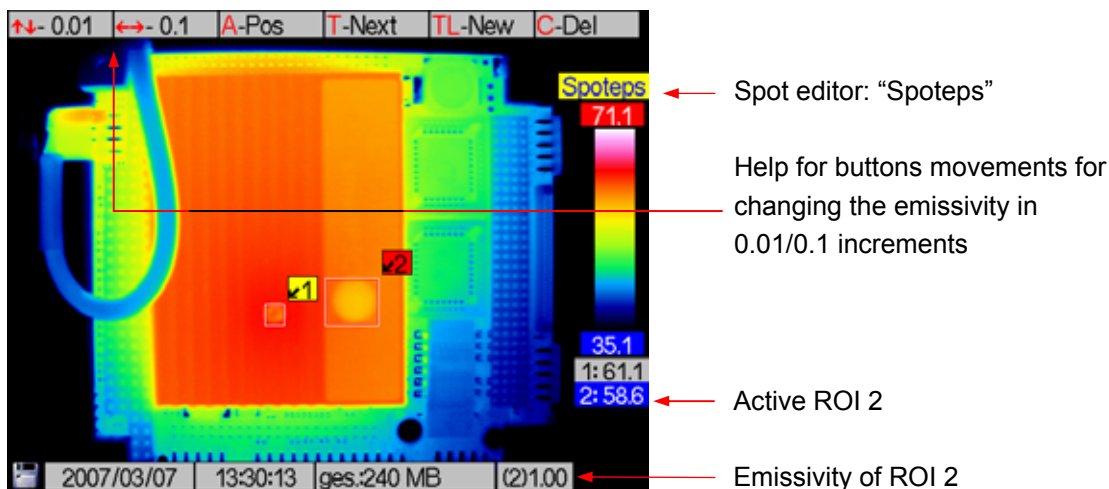 ↑↓- 0.01 ←→- 0.1 A-Pos T-Next TL-New C-Del
Spoteps
71.1
Spot editor: “Spoteps”
Help for buttons movements for
changing the emissivity in
0.01/0.1 increments
↙2
↙1
35.1
1: 61.1
2: 58.6
Active ROI 2
2007/03/07 13:30:13 ges.:240 MB (2)1.00
Emissivity of ROI 2